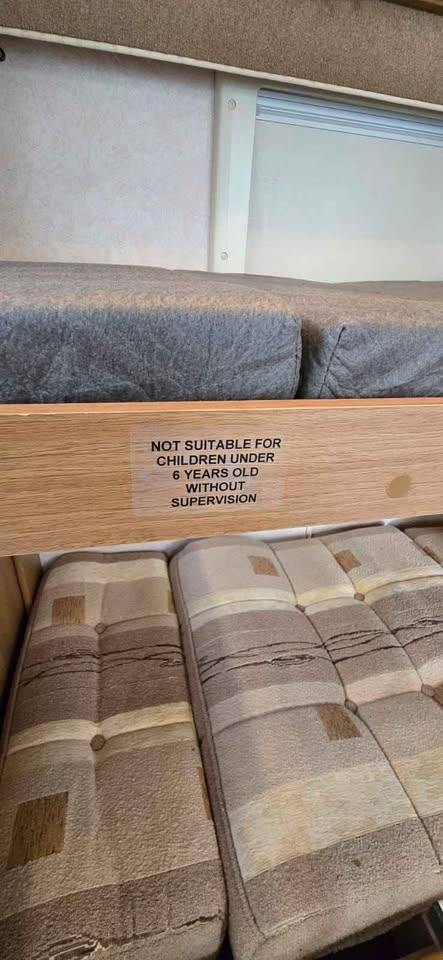 NOT SUITABLE FOR
CHILDREN UNDER
6 YEARS OLD
WITHOUT
SUPERVISION